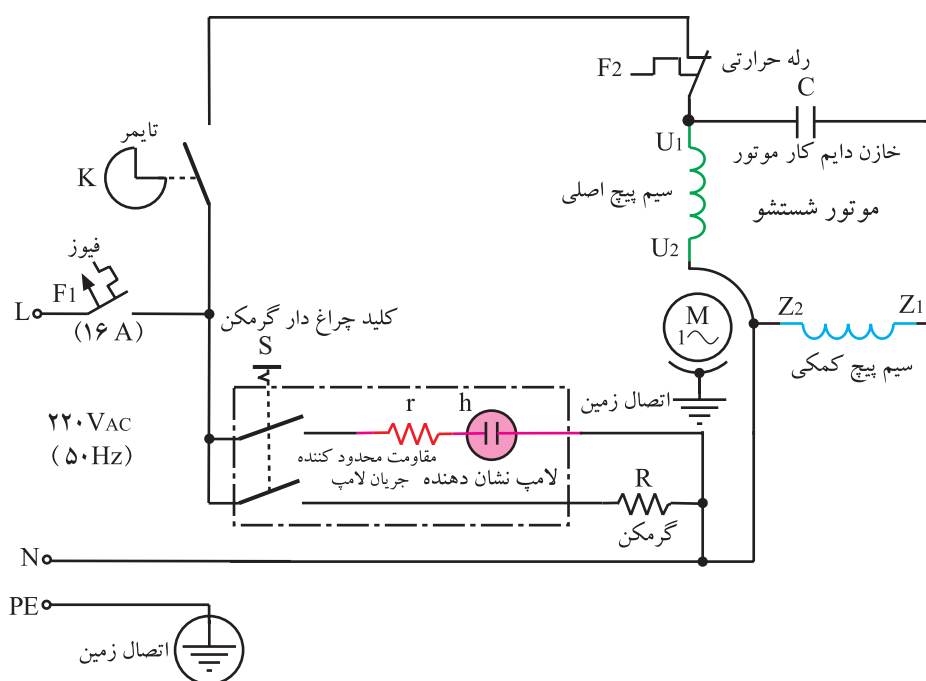 رله حرارتی
F2
C
تایمر
U1
خازن دایم کار موتور
K
سیم پیچ اصلی
موتور شستشو
U2
فیوز
F1
L
(۱۶ A)
کلید چراغ دار گرمکن
S
M
1
Z2
Z1
سیم پیچ کمکی
اتصال زمین
r
h
۲۲۰VAC
(۵۰Hz)
مقاومت محدود کننده
جریان لامپ
لامپ نشان دهنده
R
گرمکن
N
PE
اتصال زمین